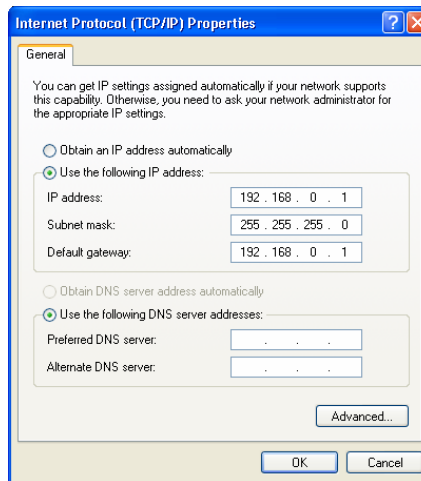 Internet Protocol (TCP/IP) Properties
General
You can get IP settings assigned automatically if your network supports
this capability. Otherwise, you need to ask your network administrator for
the appropriate IP settings.
Obtain an IP address automatically
Use the following IP address:
IP address: 192 . 168 . 0 . 1
Subnet mask: 255 . 255 . 255 . 0
Default gateway: 192 . 168 . 0 . 1
Obtain DNS server address automatically
Use the following DNS server addresses:
Preferred DNS server: . . .
Alternate DNS server: . . .
Advanced...
OK Cancel